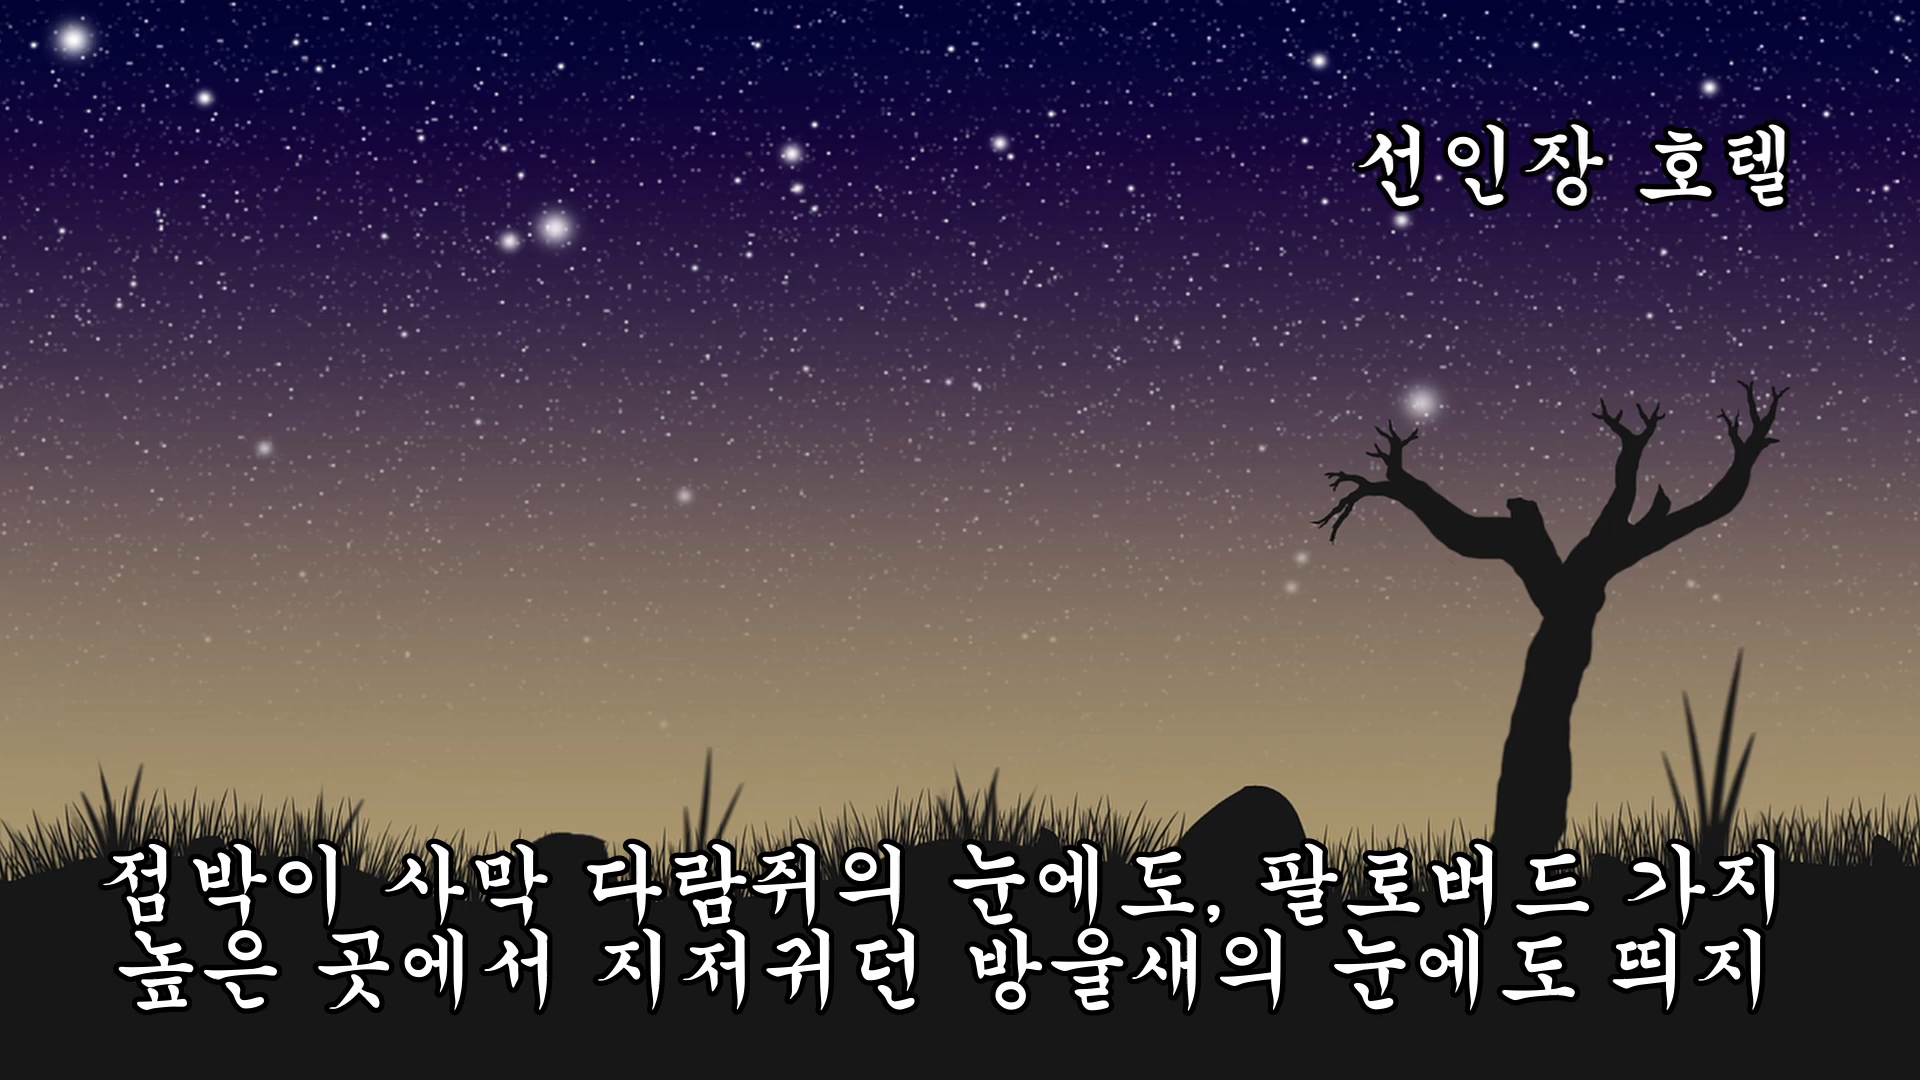 선인장 호텔
점박이 사막 다람쥐의 눈에도, 팔로버드 가지
높은 곳에서 지저귀던 방울새의 눈에도 띄지